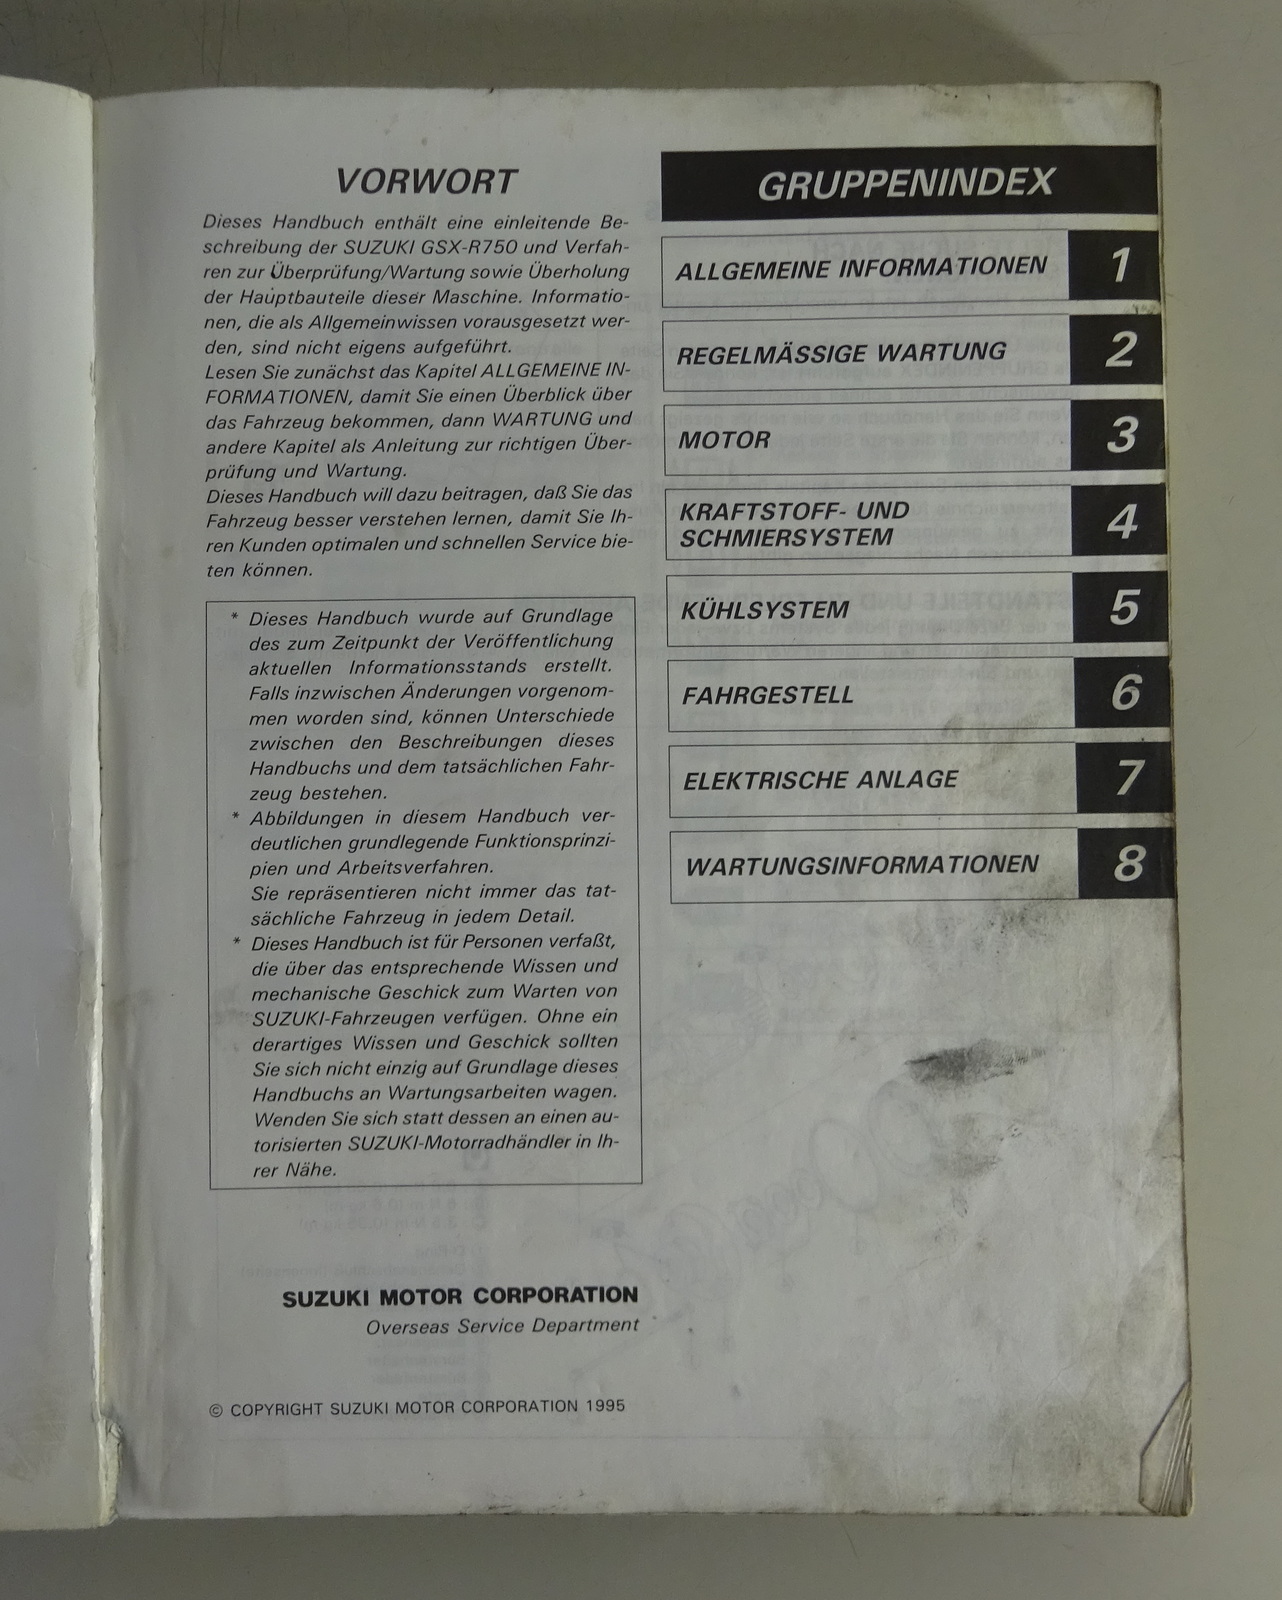 VORWORT
Dieses Handbuch enthält eine einleitende Be-
schreibung der SUZUKI GSX-R750 und Verfah-
ren zur Überprüfung/Wartung sowie Überholung
der Hauptbauteile dieser Maschine. Informatio-
nen, die als Allgemeinwissen vorausgesetzt wer-
den, sind nicht eigens aufgeführt.
Lesen Sie zunächst das Kapitel ALLGEMEINE IN-
FORMATIONEN, damit Sie einen Überblick über
das Fahrzeug bekommen, dann WARTUNG und
andere Kapitel als Anleitung zur richtigen Über-
prüfung und Wartung.
Dieses Handbuch will dazu beitragen, daß Sie das
Fahrzeug besser verstehen lernen, damit Sie Ih-
ren Kunden optimalen und schnellen Service bie-
ten können.
* Dieses Handbuch wurde auf Grundlage
des zum Zeitpunkt der Veröffentlichung
aktuellen Informationsstands erstellt.
Falls inzwischen Änderungen vorgenom-
men worden sind, können Unterschiede
zwischen den Beschreibungen dieses
Handbuchs und dem tatsächlichen Fahr-
zeug bestehen.
* Abbildungen in diesem Handbuch ver-
deutlichen grundlegende Funktionsprinzi-
pien und Arbeitsverfahren.
Sie repräsentieren nicht immer das tat-
sächliche Fahrzeug in jedem Detail.
* Dieses Handbuch ist für Personen verfaßt,
die über das entsprechende Wissen und
mechanische Geschick zum Warten von
SUZUKI-Fahrzeugen verfügen. Ohne ein
derartiges Wissen und Geschick sollten
Sie sich nicht einzig auf Grundlage dieses
Handbuchs an Wartungsarbeiten wagen.
Wenden Sie sich statt dessen an einen au-
torisierten SUZUKI-Motorradhändler in Ih-
rer Nähe.
SUZUKI MOTOR CORPORATION
Overseas Service Department
© COPYRIGHT SUZUKI MOTOR CORPORATION 1995
GRUPPENINDEX
ALLGEMEINE INFORMATIONEN 1
REGELMÄSSIGE WARTUNG 2
MOTOR 3
KRAFTSTOFF- UND
SCHMIERSYSTEM 4
KÜHLSYSTEM 5
FAHRGESTELL 6
ELEKTRISCHE ANLAGE 7
WARTUNGSINFORMATIONEN 8